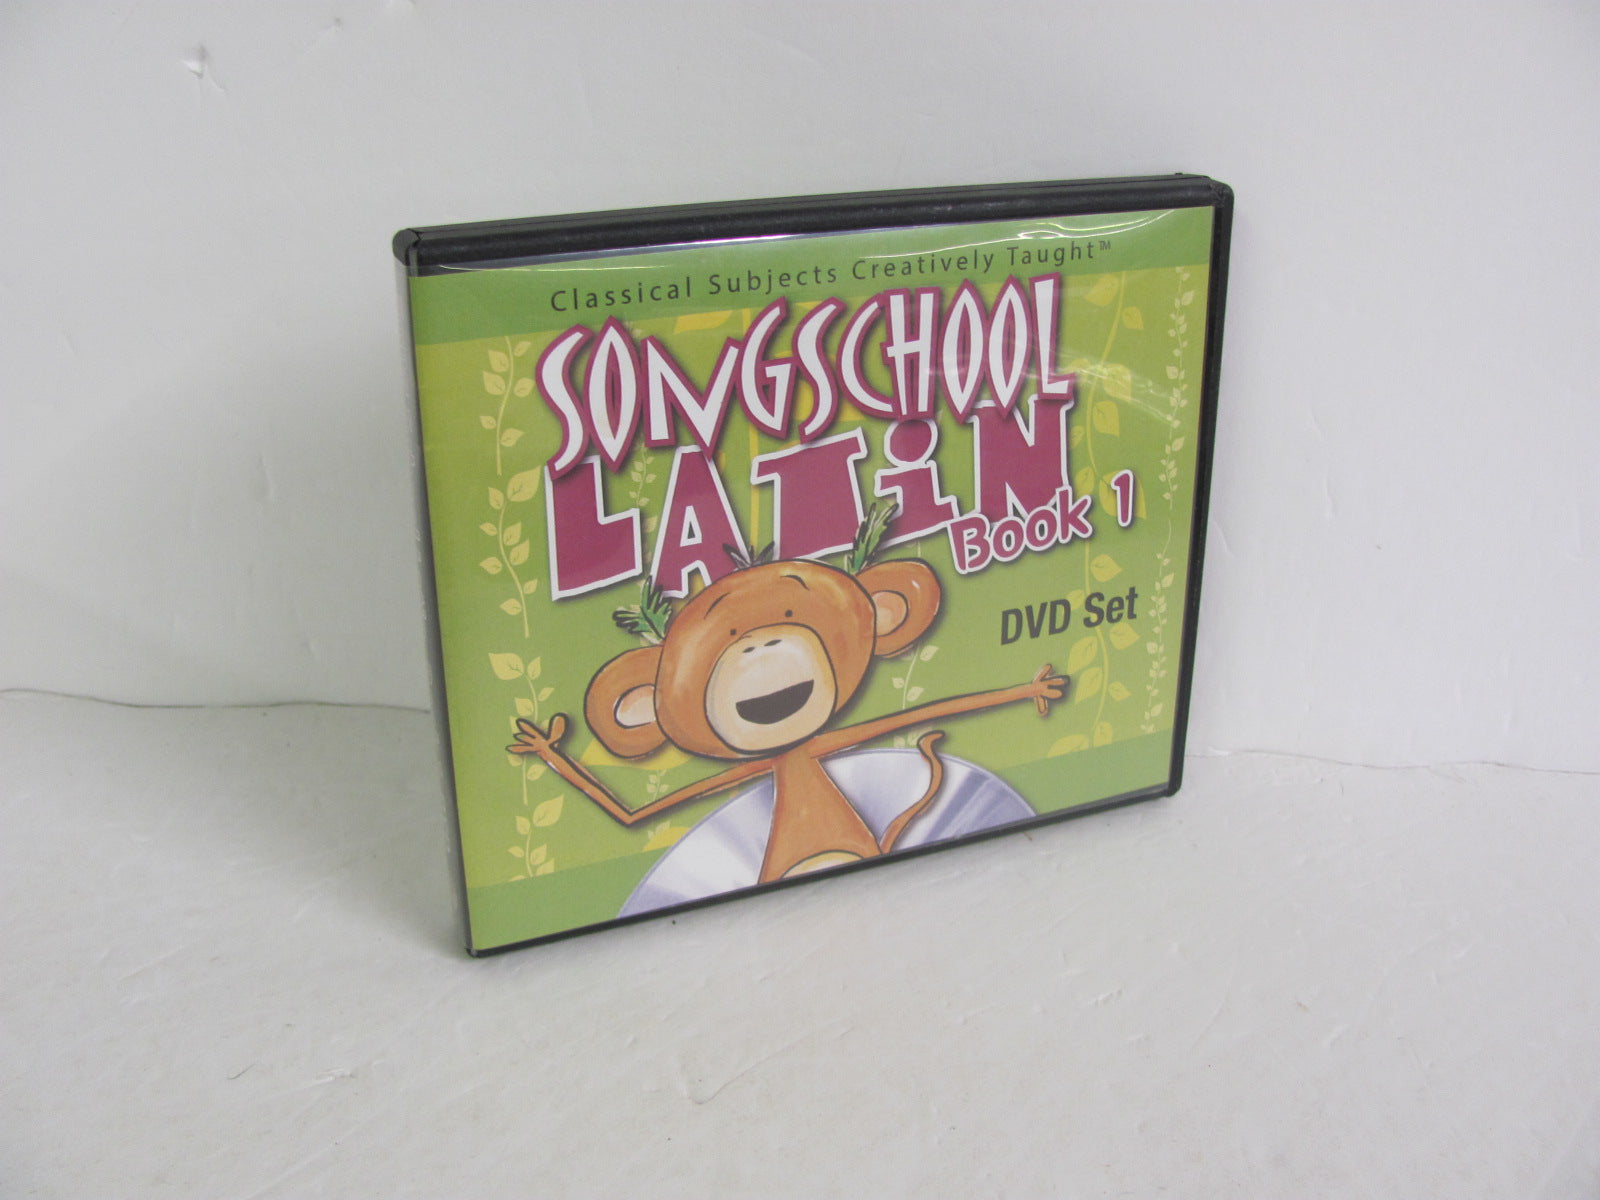 Classical Subjects Creatively Taught™
SONGSCHOOL
LATiN
Book 1
DVD Set